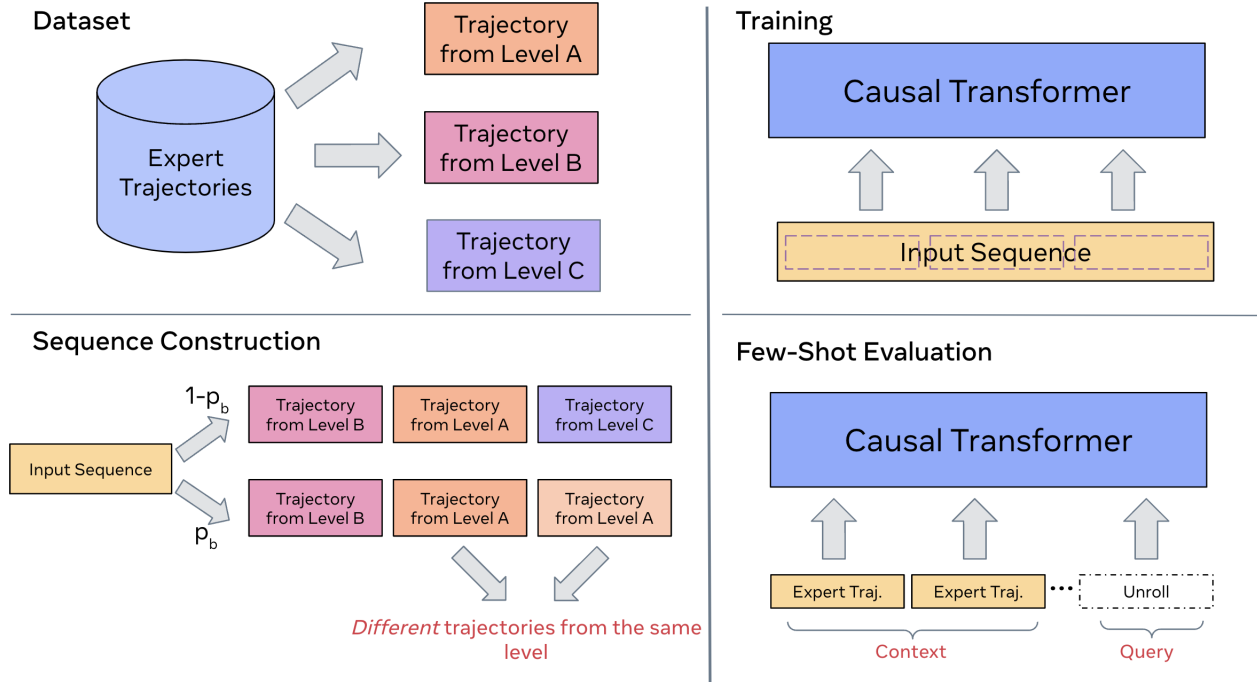 Dataset
Expert
Trajectories
Trajectory
from Level A
Trajectory
from Level B
Trajectory
from Level C
Training
Causal Transformer
Input Sequence
Sequence Construction
Input Sequence
1-p_b
Trajectory
from Level B
Trajectory
from Level A
Trajectory
from Level C
p_b
Trajectory
from Level B
Trajectory
from Level A
Trajectory
from Level A
Different trajectories from the same
level
Few-Shot Evaluation
Causal Transformer
Expert Traj.
Expert Traj.
•••
Unroll
Context
Query